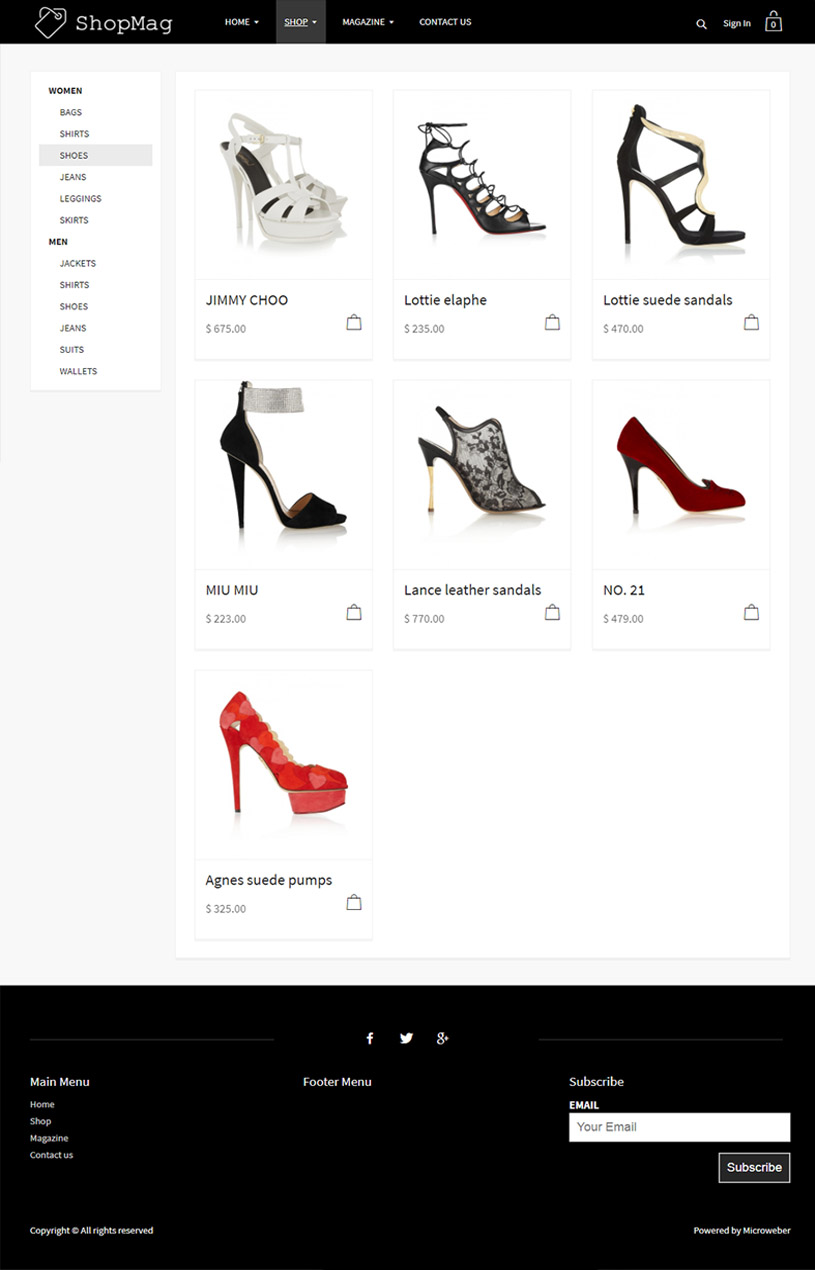 ShopMag HOME SHOP MAGAZINE CONTACT US Sign In 0
WOMEN
BAGS
SHIRTS
SHOES
JEANS
LEGGINGS
SKIRTS
MEN
JACKETS
SHIRTS
SHOES
JEANS
SUITS
WALLETS
JIMMY CHOO
$ 675.00
Lottie elaphe
$ 235.00
Lottie suede sandals
$ 470.00
MIU MIU
$ 223.00
Lance leather sandals
$ 770.00
NO. 21
$ 479.00
Agnes suede pumps
$ 325.00
Main Menu
Home
Shop
Magazine
Contact us
Footer Menu
Subscribe
EMAIL
Your Email
Subscribe
Copyright © All rights reserved
Powered by Microweber